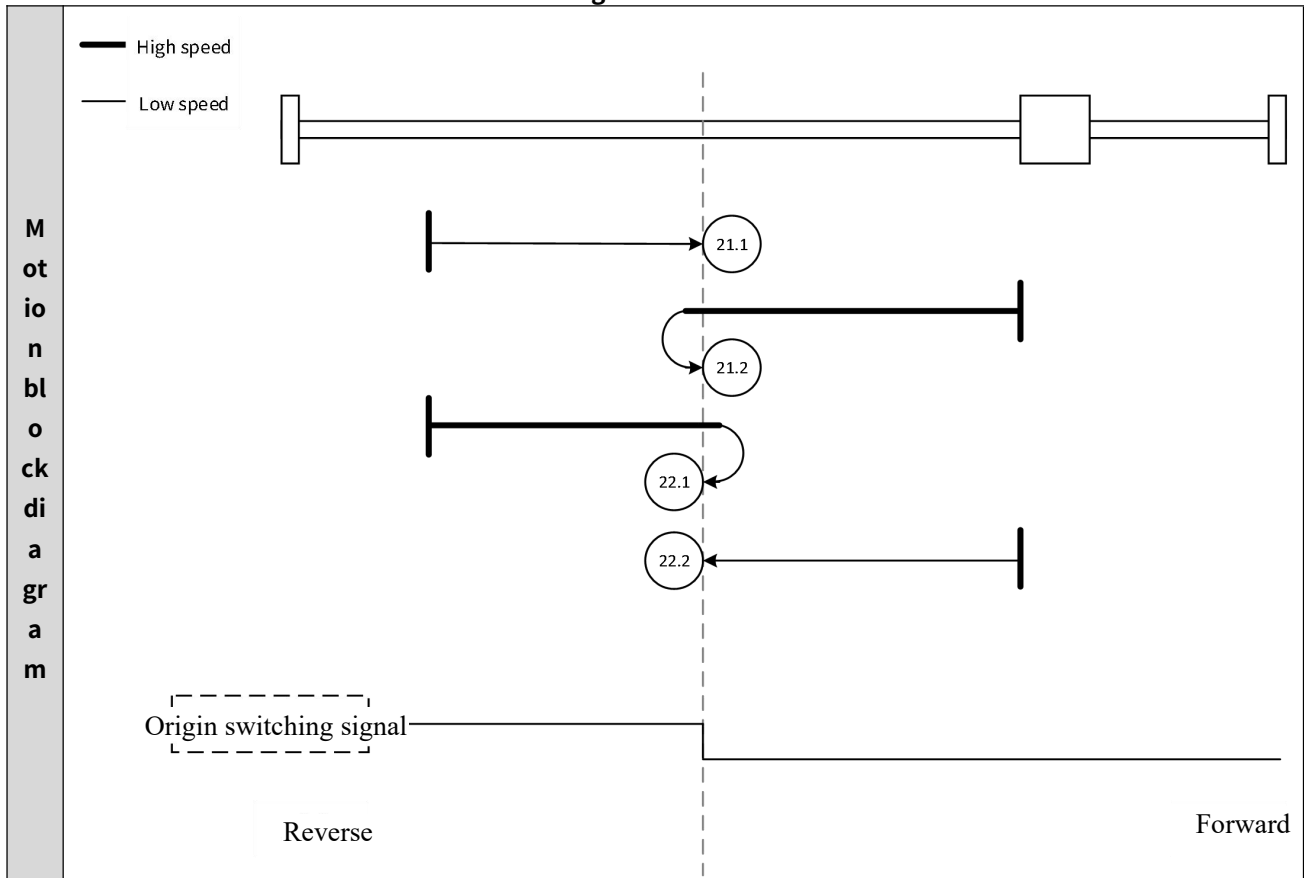 High speed
Low speed
M
ot
io
n
bl
o
ck
di
a
gr
a
m
21.1
21.2
22.1
22.2
Origin switching signal
Reverse
Forward